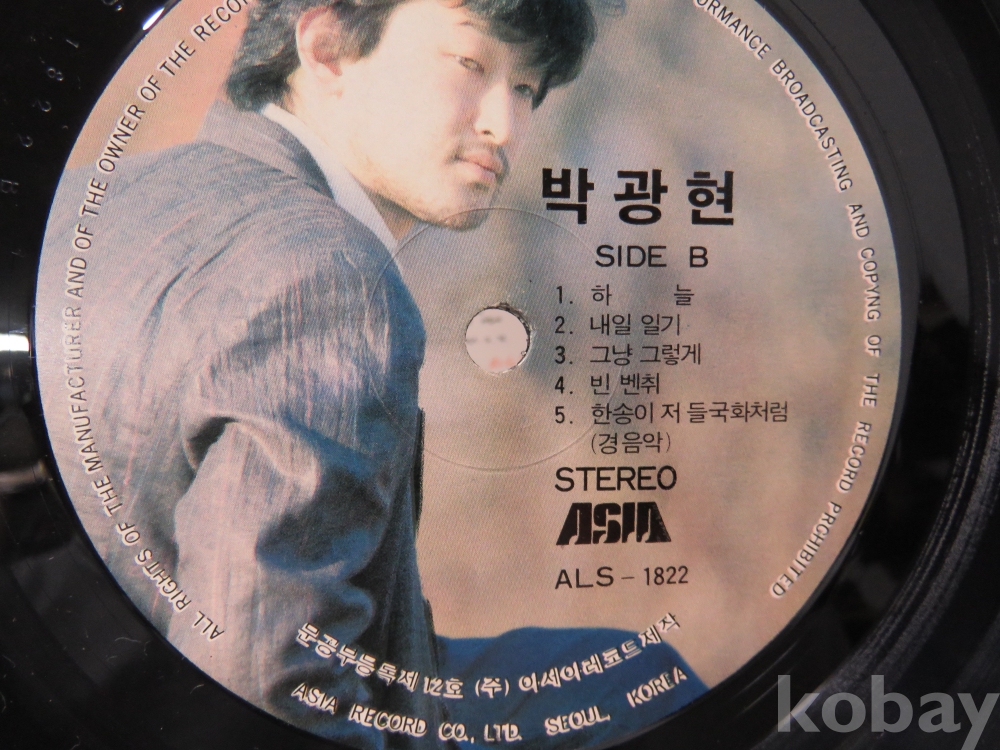 ALL RIGHTS OF THE MANUFACTURER AND OF THE OWNER OF THE
BROADCASTING AND COPYNG OF THE RECORD PRCHIBITED
박광현
SIDE B
1. 하 늘
2. 내일 일기
3. 그냥 그렇게
4. 빈 벤취
5. 한송이 저 들국화처럼
(경음악)
STEREO
ASIA
ALS - 1822
문공부등록제12호 (주) 아세아레코드제작
ASIA RECORD CO., LTD. SEOUL, KOREA
kobay